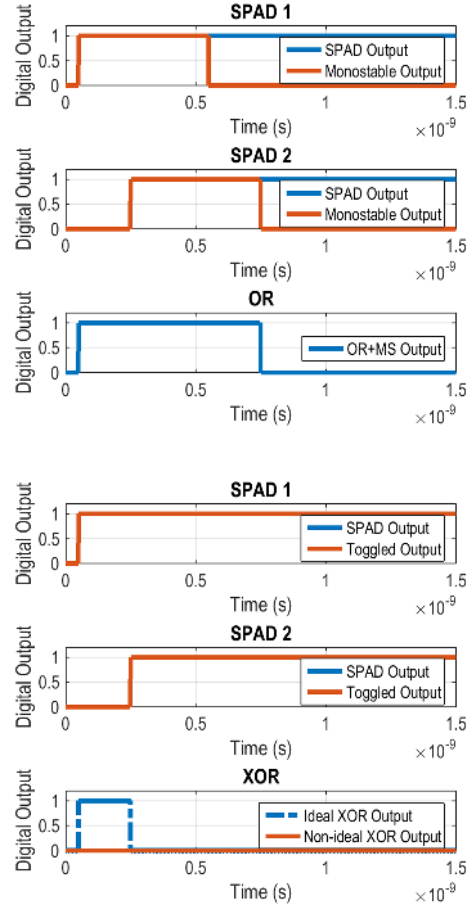 SPAD 1
Digital Output
1
0.5
0
SPAD Output
Monostable Output
0 0.5 1 1.5
Time (s)
×10⁻⁹
SPAD 2
Digital Output
1
0.5
0
SPAD Output
Monostable Output
0 0.5 1 1.5
Time (s)
×10⁻⁹
OR
Digital Output
1
0.5
0
OR+MS Output
0 0.5 1 1.5
Time (s)
×10⁻⁹
SPAD 1
Digital Output
1
0.5
0
SPAD Output
Toggled Output
0 0.5 1 1.5
Time (s)
×10⁻⁹
SPAD 2
Digital Output
1
0.5
0
SPAD Output
Toggled Output
0 0.5 1 1.5
Time (s)
×10⁻⁹
XOR
Digital Output
1
0.5
0
Ideal XOR Output
Non-ideal XOR Output
0 0.5 1 1.5
Time (s)
×10⁻⁹